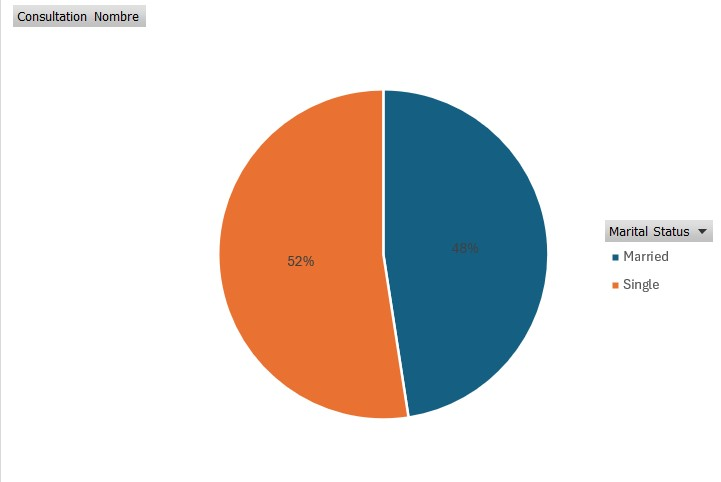 Consultation Nombre
48%
52%
Marital Status
Married
Single